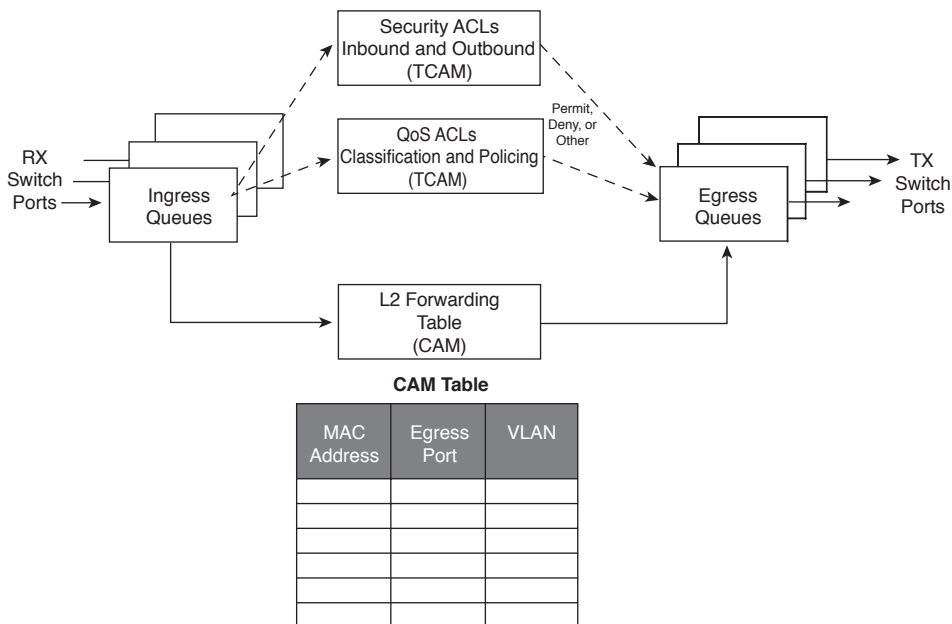 Security ACLs
Inbound and Outbound
(TCAM)
Permit,
Deny, or
Other
QoS ACLs
Classification and Policing
(TCAM)
RX
Switch
Ports
Ingress
Queues
Egress
Queues
TX
Switch
Ports
L2 Forwarding
Table
(CAM)
CAM Table
MAC
Address
Egress
Port
VLAN